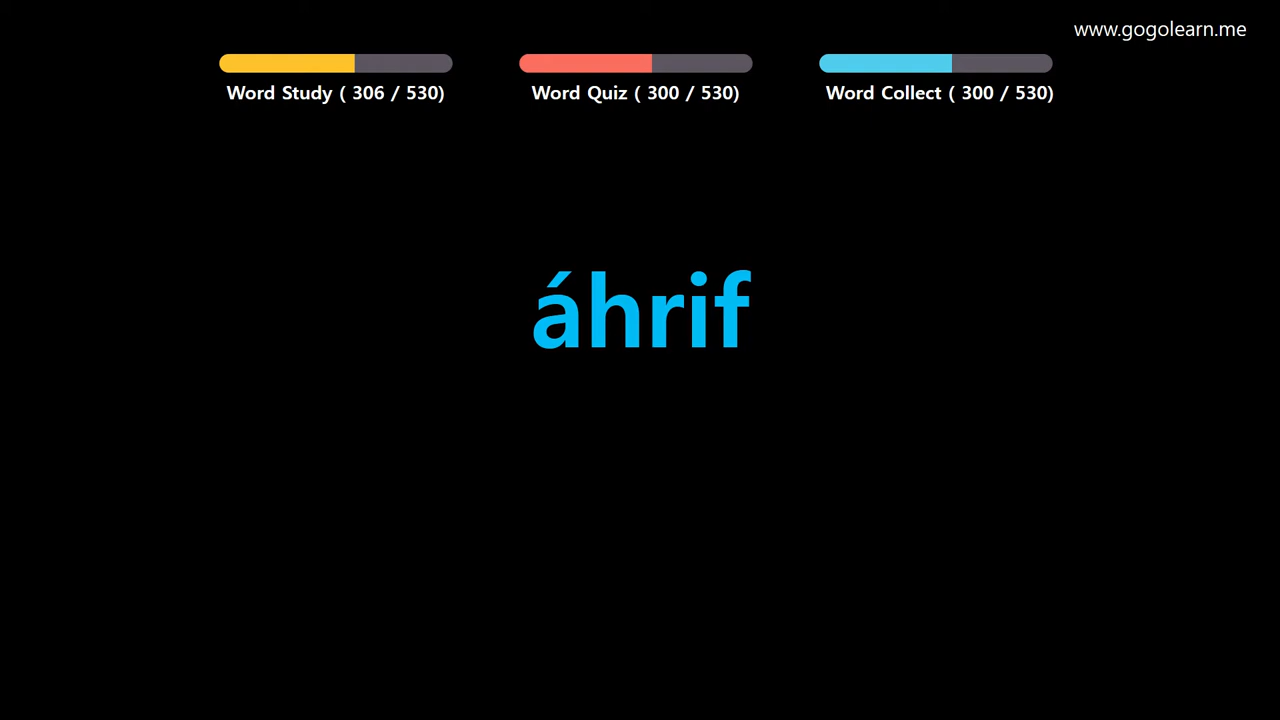 www.gogolearn.me
Word Study ( 306 / 530)
Word Quiz ( 300 / 530)
Word Collect ( 300 / 530)
áhrif